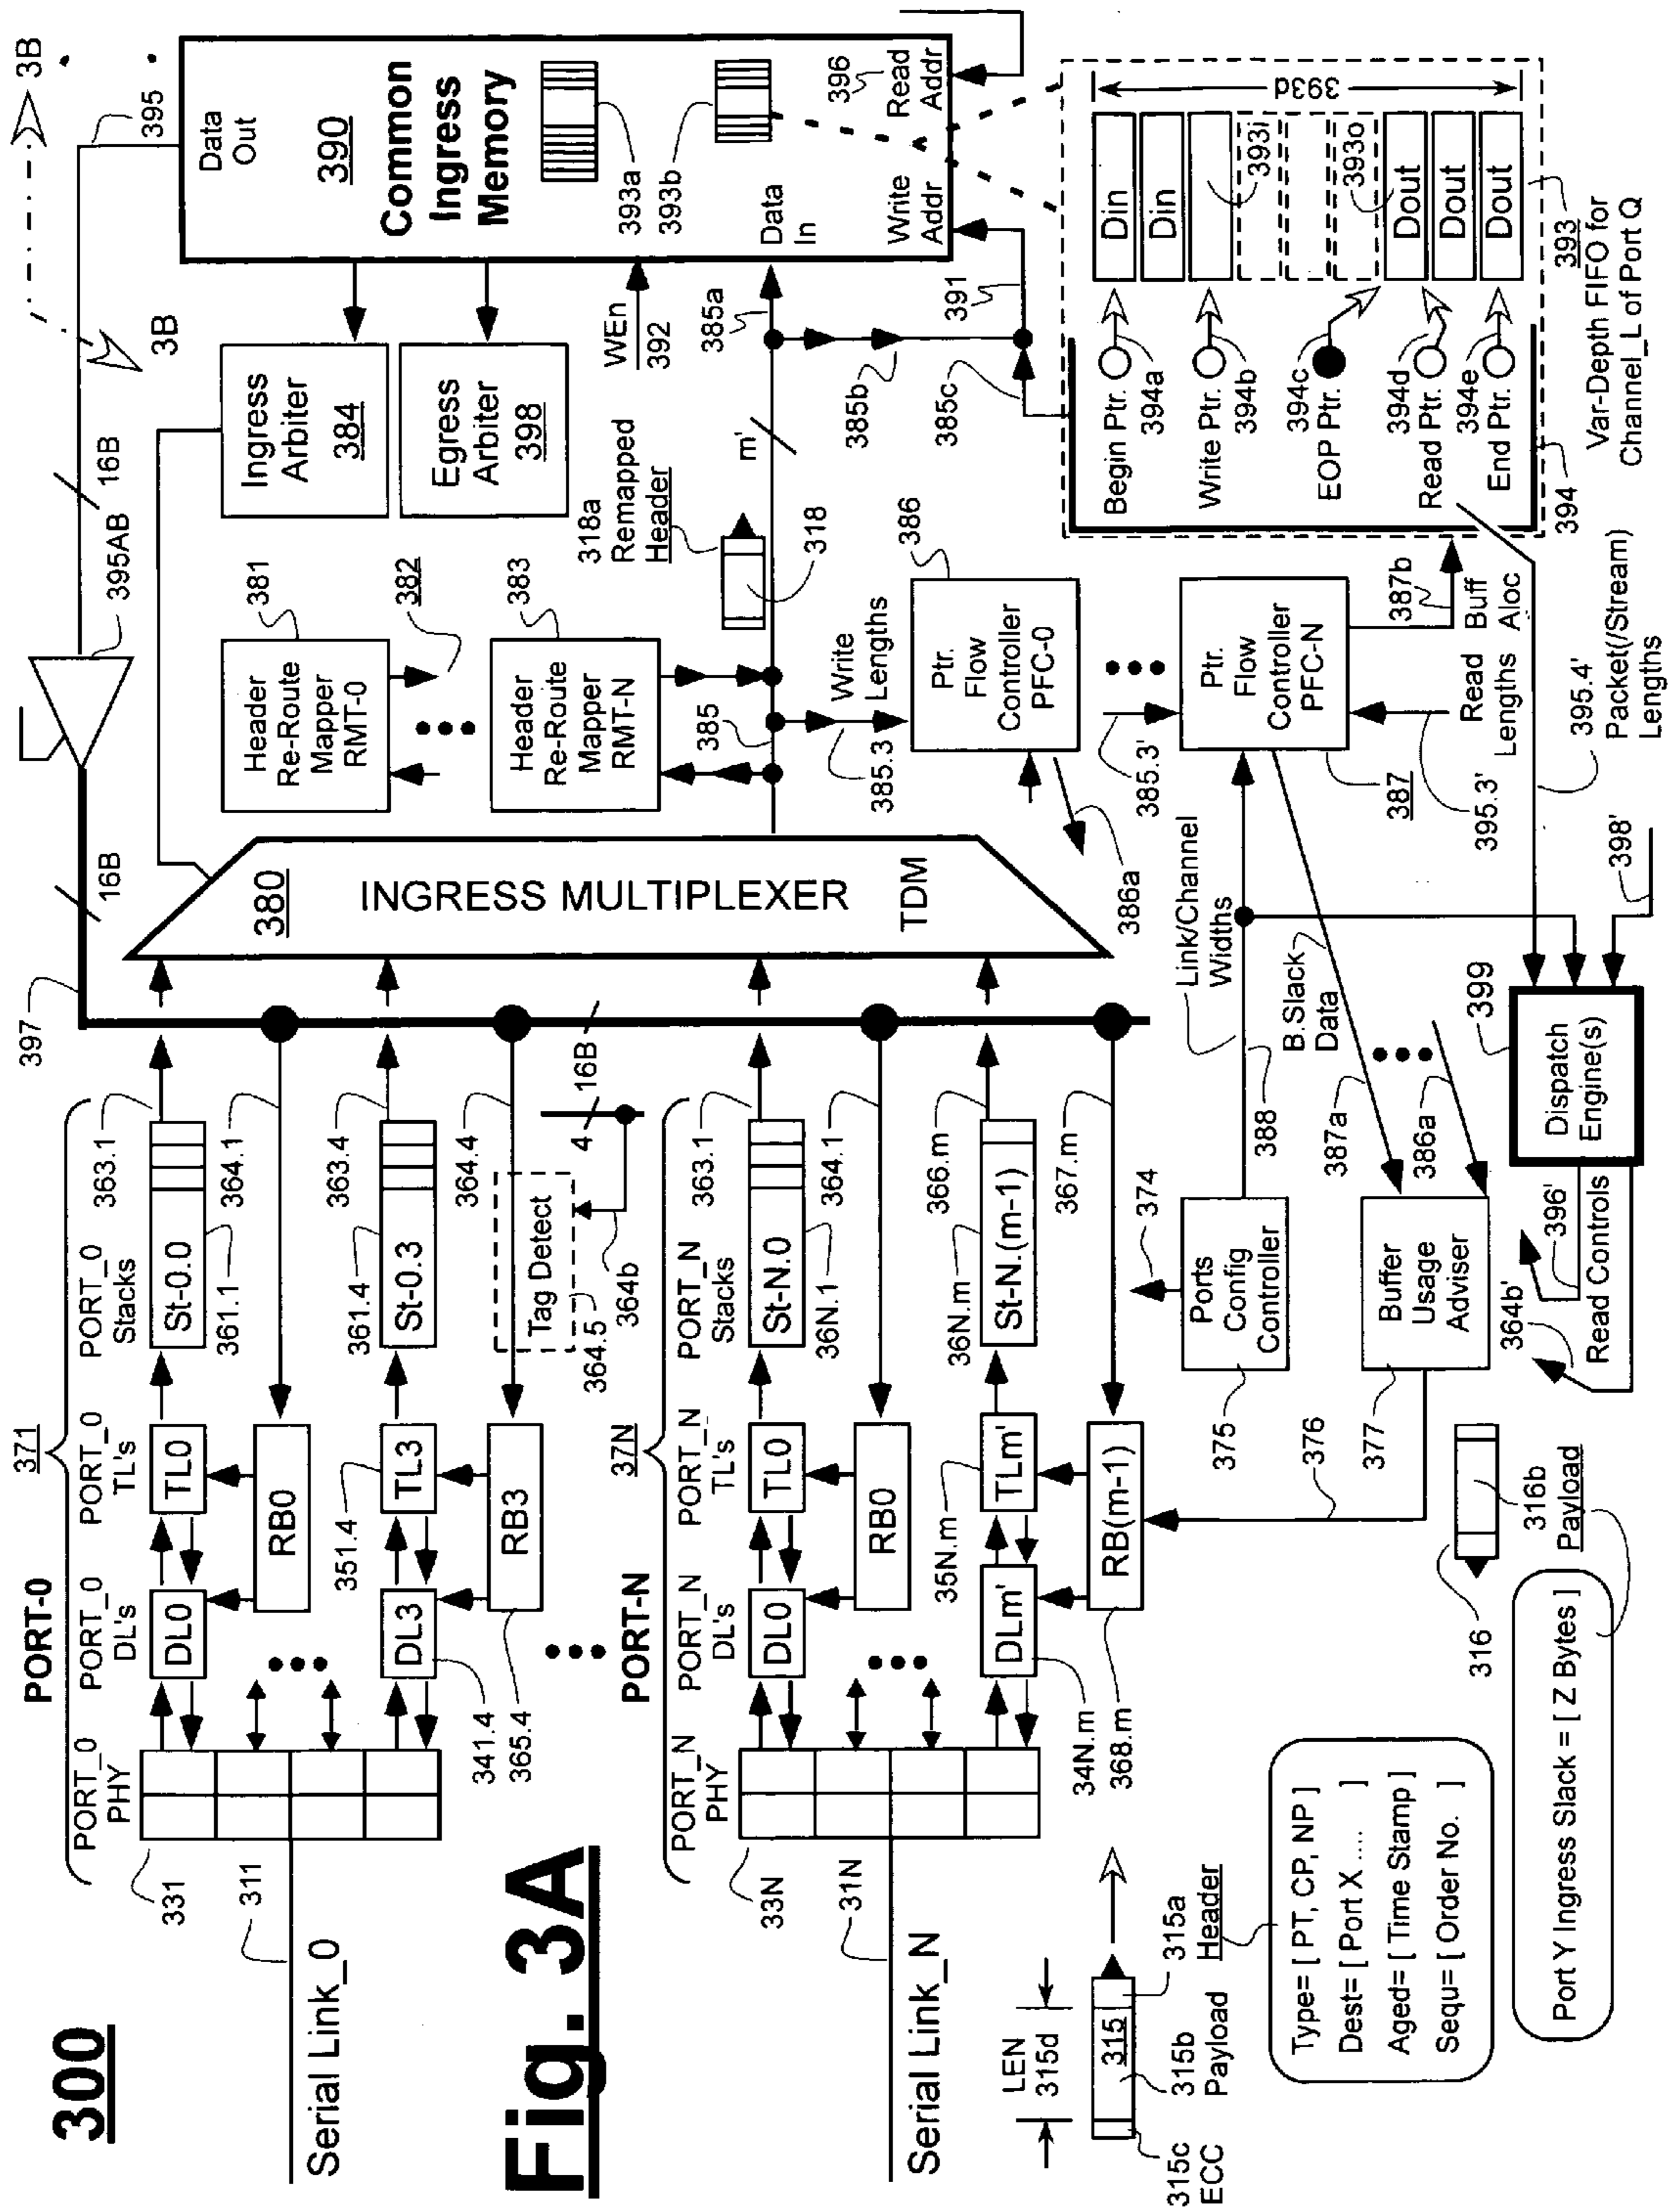 300
Fig. 3A
PORT-0
371
PORT_0
PHY
PORT_0
DL's
PORT_0
TL's
PORT_0
Stacks
331
311
Serial Link_0
DL0
TL0
St-0.0
363.1
361.1
364.1
RB0
351.4
DL3
TL3
St-0.3
361.4
363.4
364.4
341.4
365.4
RB3
Tag Detect
364.5
364b
4
16B
397
16B
395AB
16B
395
3B
3B
PORT-N
37N
PORT_N
PHY
PORT_N
DL's
PORT_N
TL's
PORT_N
Stacks
33N
31N
Serial Link_N
DL0
TL0
St-N.0
363.1
36N.1
364.1
RB0
35N.m
DLm'
TLm'
St-N.(m-1)
36N.m
366.m
367.m
34N.m
368.m
RB(m-1)
380
INGRESS MULTIPLEXER
TDM
Header
Re-Route
Mapper
RMT-0
381
382
Header
Re-Route
Mapper
RMT-N
383
385
318a
Remapped
Header
318
m'
Ingress
Arbiter
384
Egress
Arbiter
398
WEn
392
385a
385b
385c
391
Data
Out
390
Common
Ingress
Memory
393a
393b
Data
In
Write
Addr
396
Read
Addr
Write
Lengths
385.3
386
Ptr.
Flow
Controller
PFC-0
386a
385.3'
Ptr.
Flow
Controller
PFC-N
387
387b
Read
Lengths
Buff
Aloc
395.3'
395.4'
Packet(/Stream)
Lengths
Begin Ptr.
394a
Write Ptr.
394b
EOP Ptr.
394c
Read Ptr.
394d
End Ptr.
394e
394
Din
Din
393i
393o
Dout
Dout
Dout
393d
393
Var-Depth FIFO for
Channel_L of Port Q
Link/Channel
Widths
388
B.Slack
Data
387a
386a
374
Ports
Config
Controller
375
Buffer
Usage
Adviser
377
376
398'
399
Dispatch
Engine(s)
396'
364b'
Read Controls
LEN
315d
315
315a
Header
315b
Payload
315c
ECC
Type= [ PT, CP, NP ]
Dest= [ Port X .... ]
Aged= [ Time Stamp ]
Sequ= [ Order No. ]
316
316b
Payload
Port Y Ingress Slack = [ Z Bytes ]